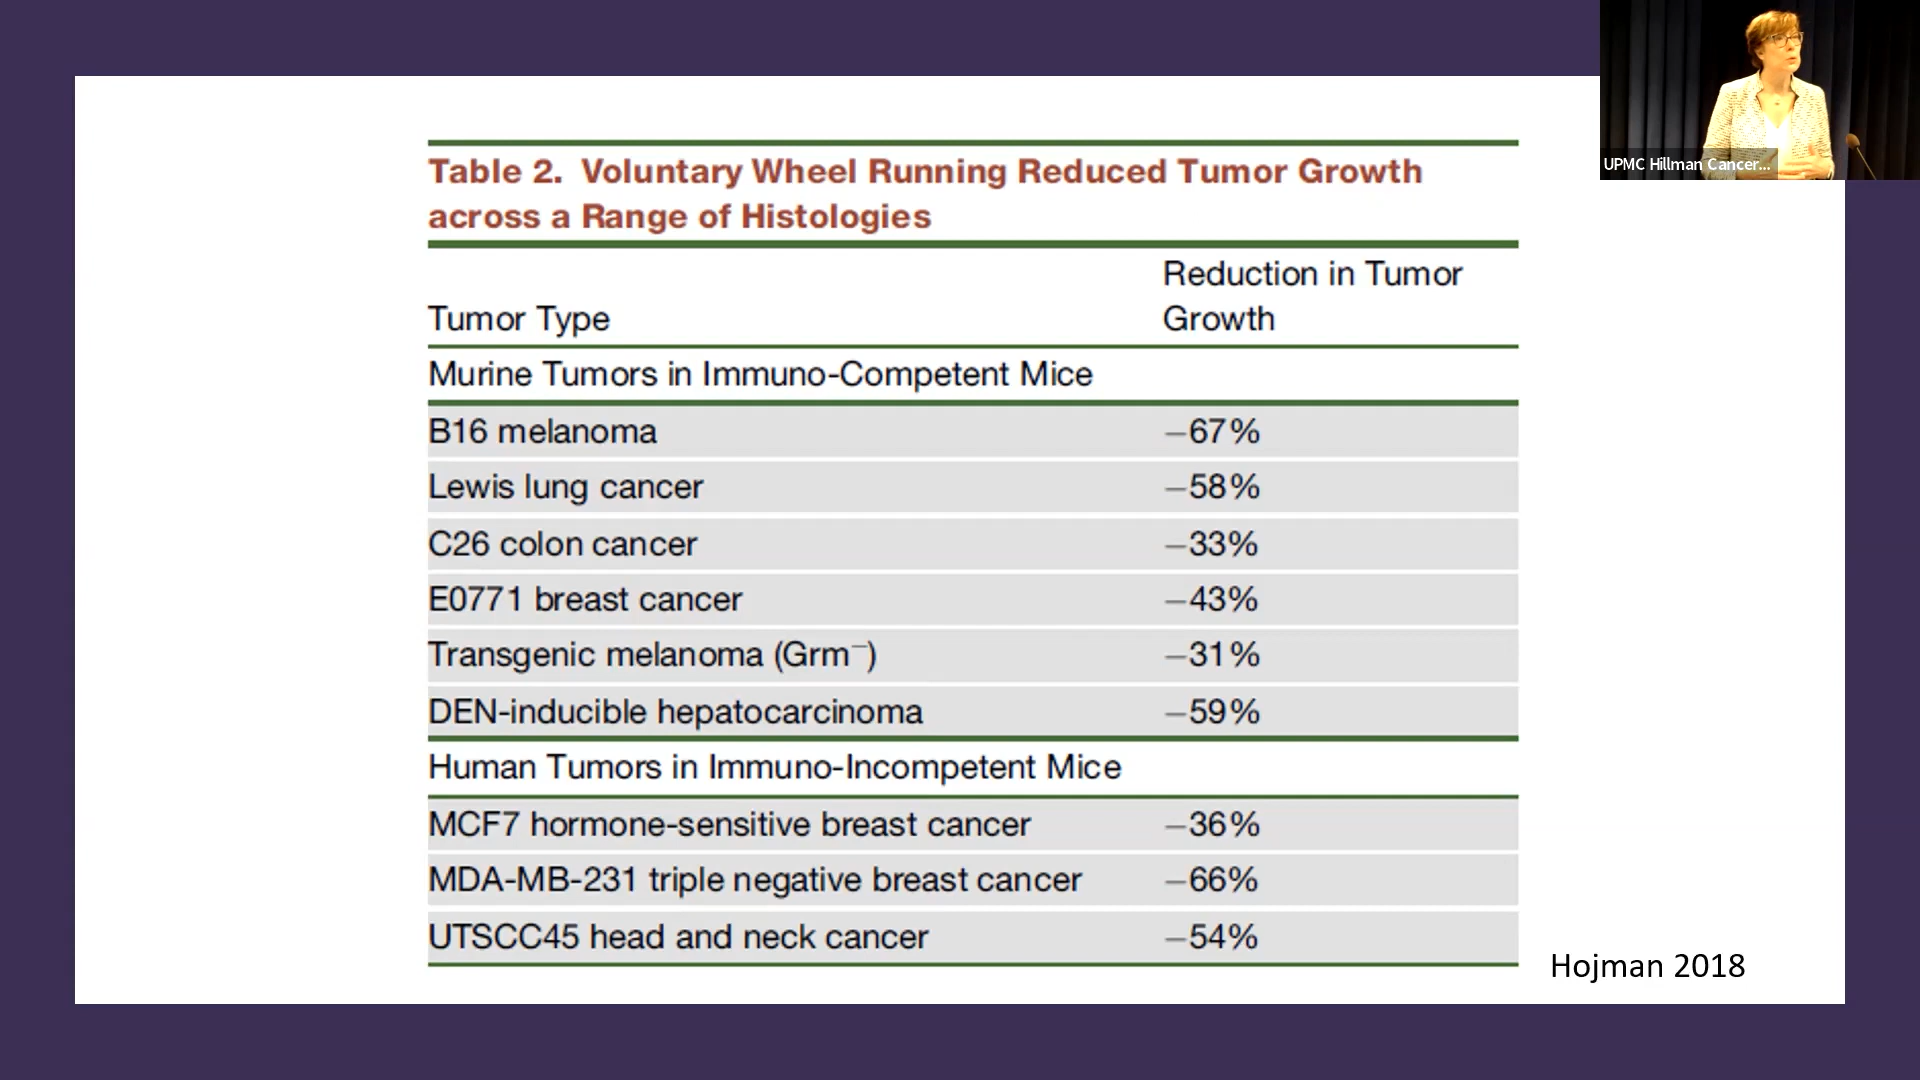 UPMC Hillman Cancer...
Table 2. Voluntary Wheel Running Reduced Tumor Growth
across a Range of Histologies
Reduction in Tumor
Tumor Type Growth
Murine Tumors in Immuno-Competent Mice
B16 melanoma −67%
Lewis lung cancer −58%
C26 colon cancer −33%
E0771 breast cancer −43%
Transgenic melanoma (Grm⁻) −31%
DEN-inducible hepatocarcinoma −59%
Human Tumors in Immuno-Incompetent Mice
MCF7 hormone-sensitive breast cancer −36%
MDA-MB-231 triple negative breast cancer −66%
UTSCC45 head and neck cancer −54%
Hojman 2018